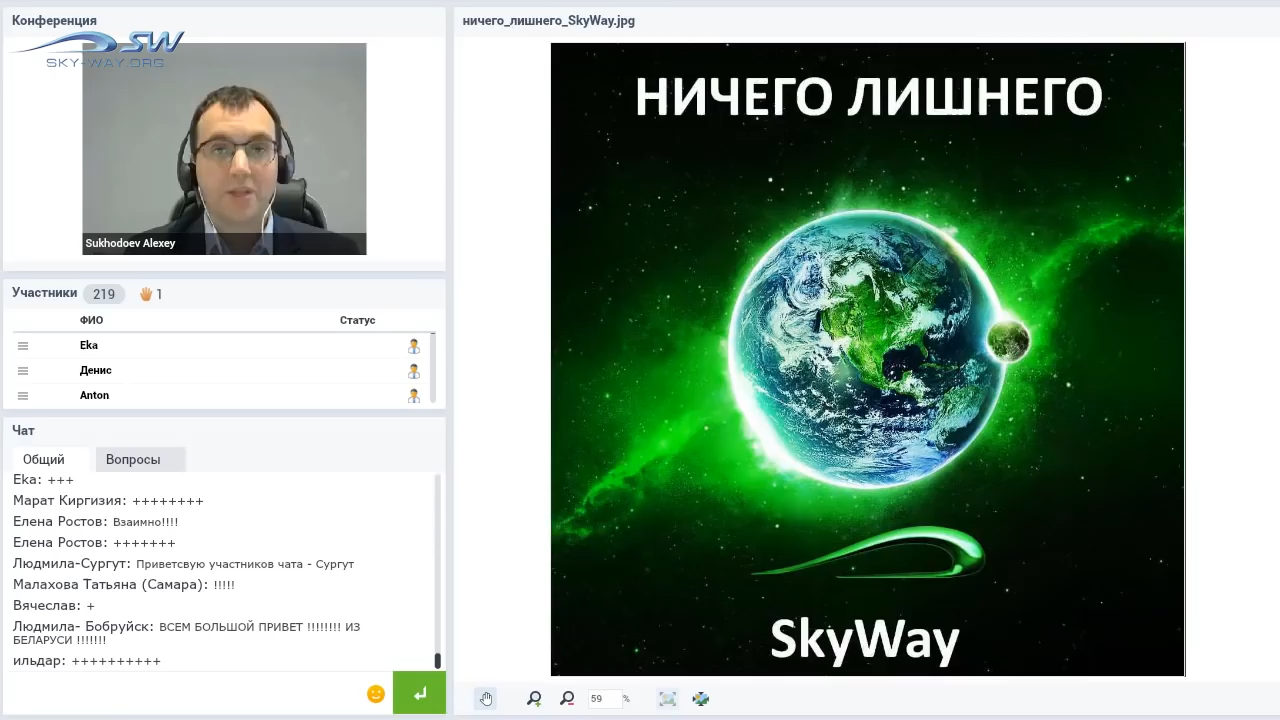 Конференция
SW
SKY-WAY.ORG
Sukhodoev Alexey
Участники 219 1
ФИО Статус
Eka
Денис
Anton
Чат
Общий Вопросы
Eka: +++
Марат Киргизия: ++++++++
Елена Ростов: Взаимно!!!!
Елена Ростов: +++++++
Людмила-Сургут: Приветсвую участников чата - Сургут
Малахова Татьяна (Самара): !!!!!
Вячеслав: +
Людмила- Бобруйск: ВСЕМ БОЛЬШОЙ ПРИВЕТ !!!!!!!! ИЗ
БЕЛАРУСИ !!!!!!!
ильдар: ++++++++++
ничего_лишнего_SkyWay.jpg
НИЧЕГО ЛИШНЕГО
SkyWay
59 %